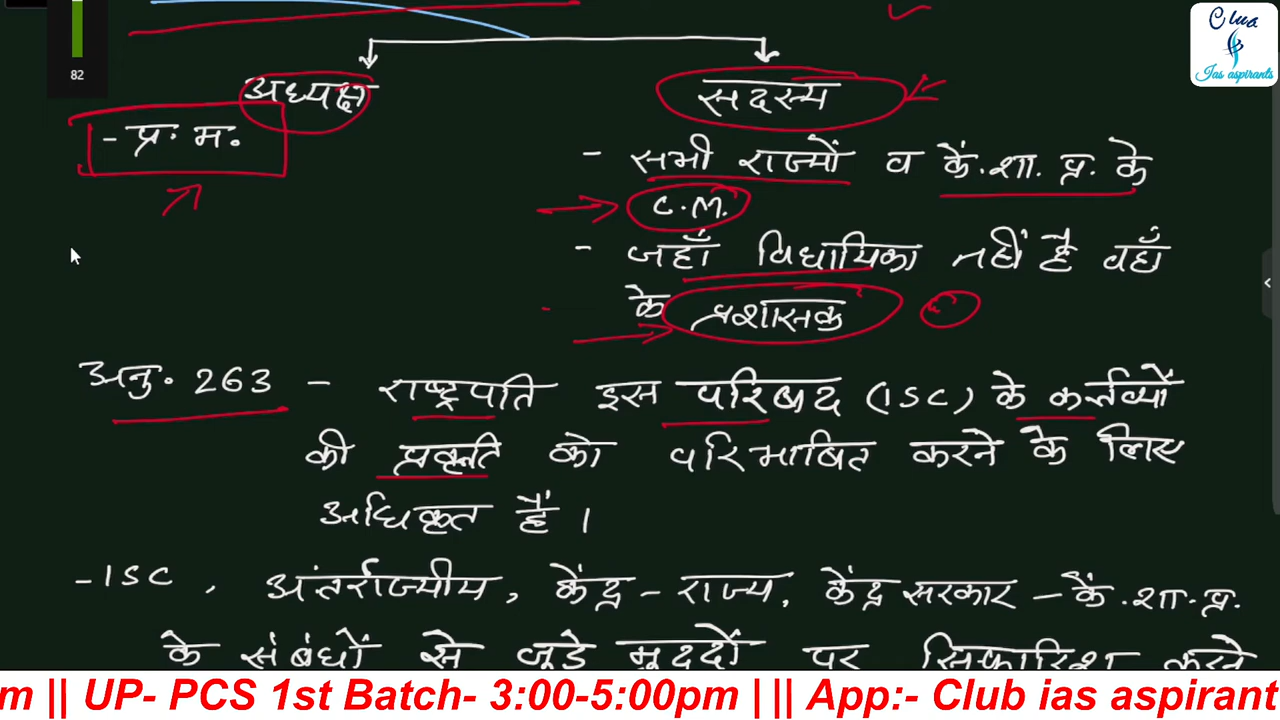 Club
Ias aspirants
82
अध्यक्ष
- प्र. म.
सदस्य
- सभी राज्यों व कें.शा.प्र. के
C.M.
- जहाँ विधायिका नहीं है वहाँ
के प्रशासक
अनु. 263 - राष्ट्रपति इस परिषद (ISC) के कर्त्तव्यों
की प्रकृति को परिभाषित करने के लिए
अधिकृत हैं।
- ISC, अंतर्राज्यीय, केंद्र - राज्य, केंद्र सरकार - कें.शा.प्र.
के संबंधों से जुड़े मुददों पर सिफारिश करने
m || UP- PCS 1st Batch- 3:00-5:00pm | || App:- Club ias aspirant